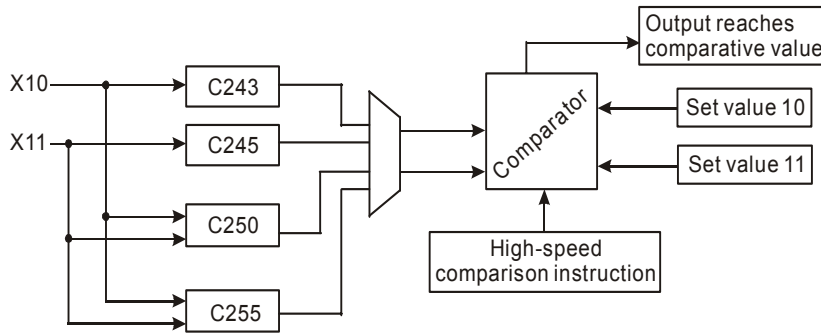 X10
X11
C243
C245
C250
C255
Comparator
Output reaches
comparative value
Set value 10
Set value 11
High-speed
comparison instruction